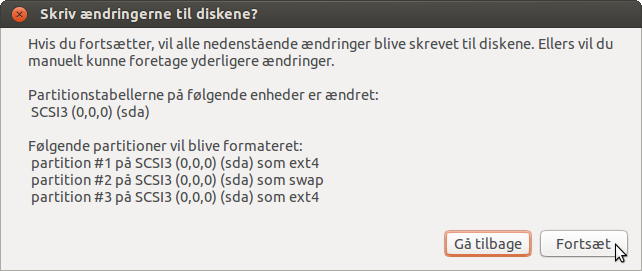 Skriv ændringerne til diskene?
Hvis du fortsætter, vil alle nedenstående ændringer blive skrevet til diskene. Ellers vil du
manuelt kunne foretage yderligere ændringer.
Partitionstabellerne på følgende enheder er ændret:
SCSI3 (0,0,0) (sda)
Følgende partitioner vil blive formateret:
partition #1 på SCSI3 (0,0,0) (sda) som ext4
partition #2 på SCSI3 (0,0,0) (sda) som swap
partition #3 på SCSI3 (0,0,0) (sda) som ext4
Gå tilbage Fortsæt